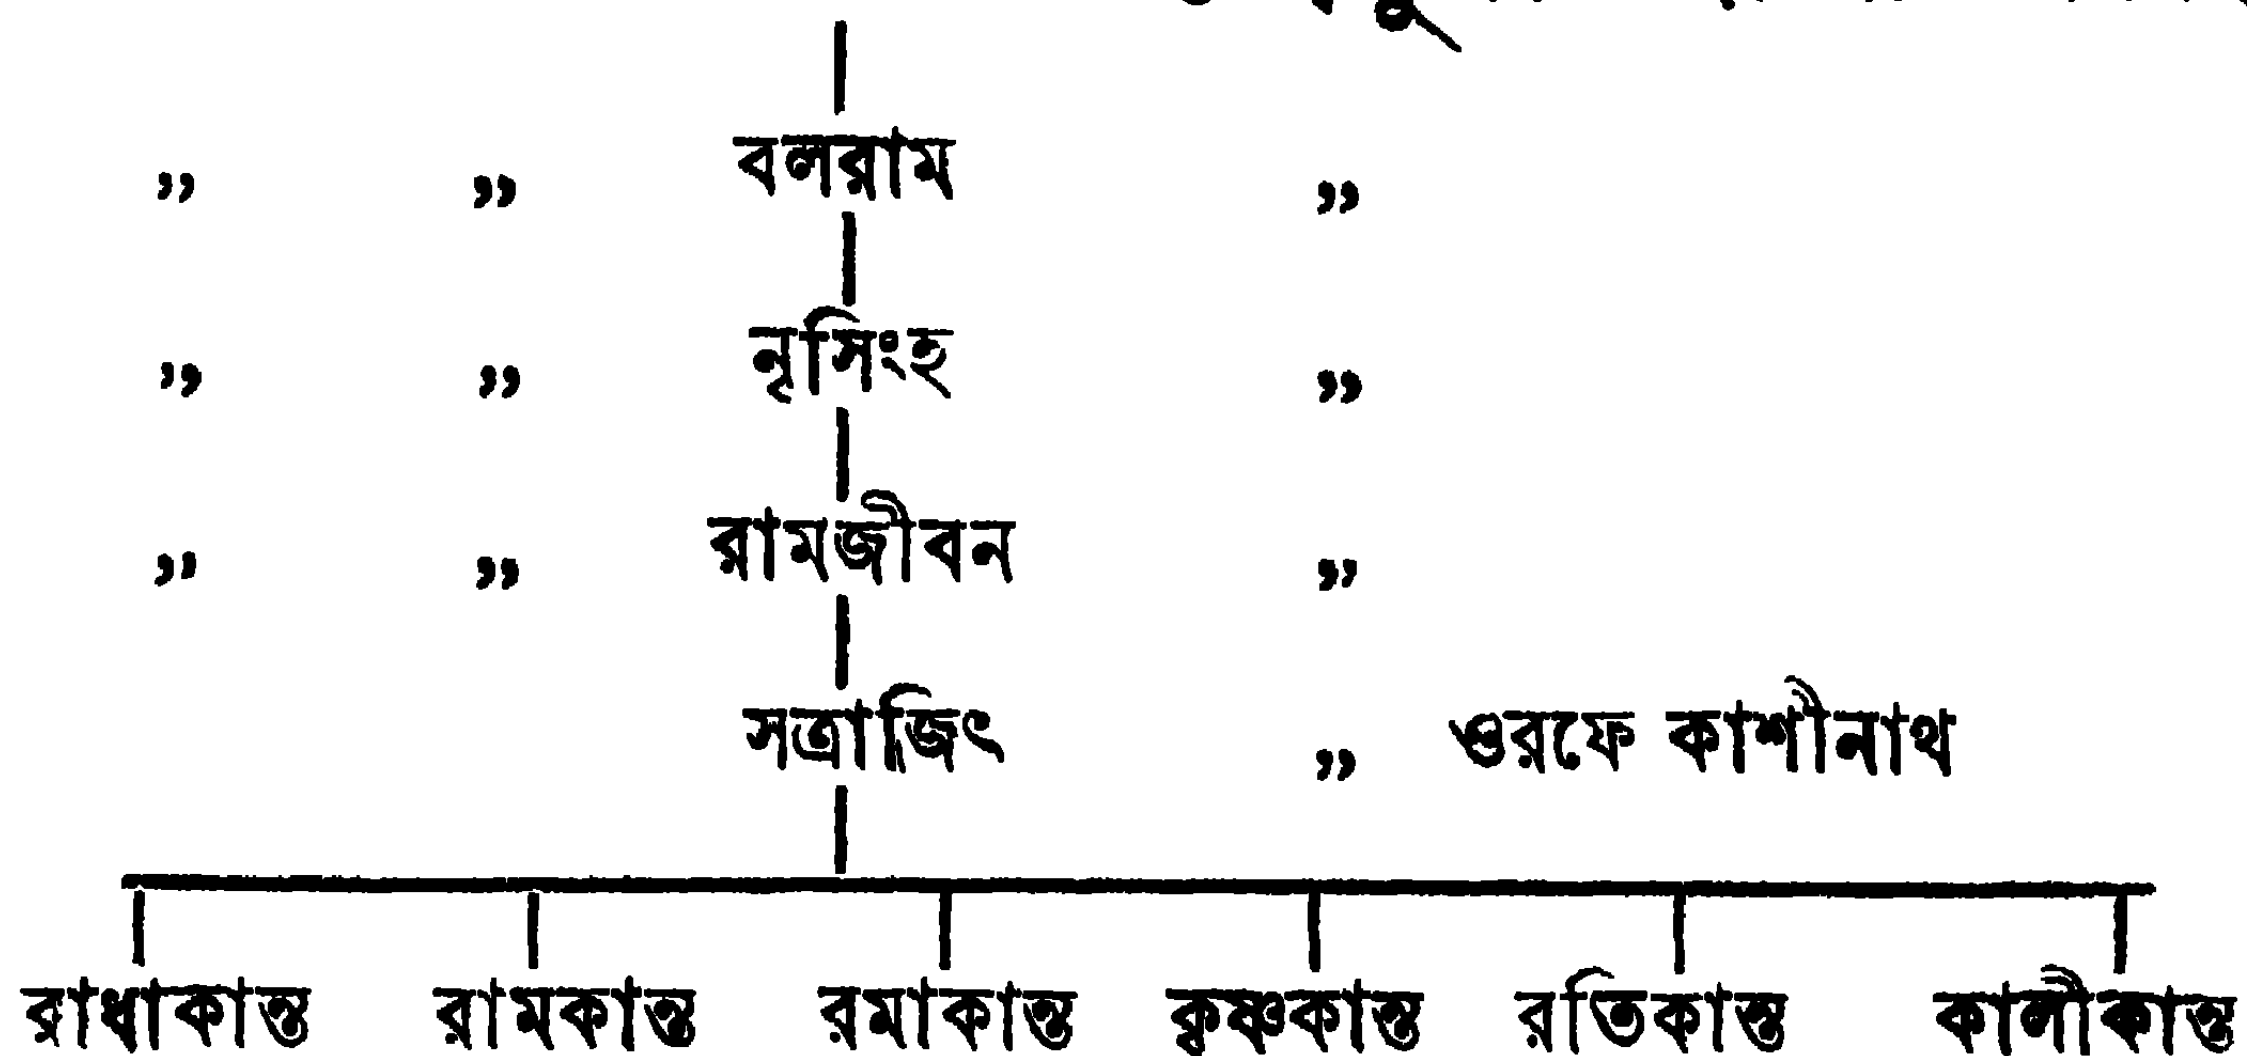 ,, ,, বলরাম ,,
,, ,, নৃসিংহ ,,
,, ,, রামজীবন ,,
সত্রাজিৎ ,, ওরফে কাশীনাথ
রাধাকান্ত রামকান্ত রমাকান্ত কৃষ্ণকান্ত রতিকান্ত কালীকান্ত